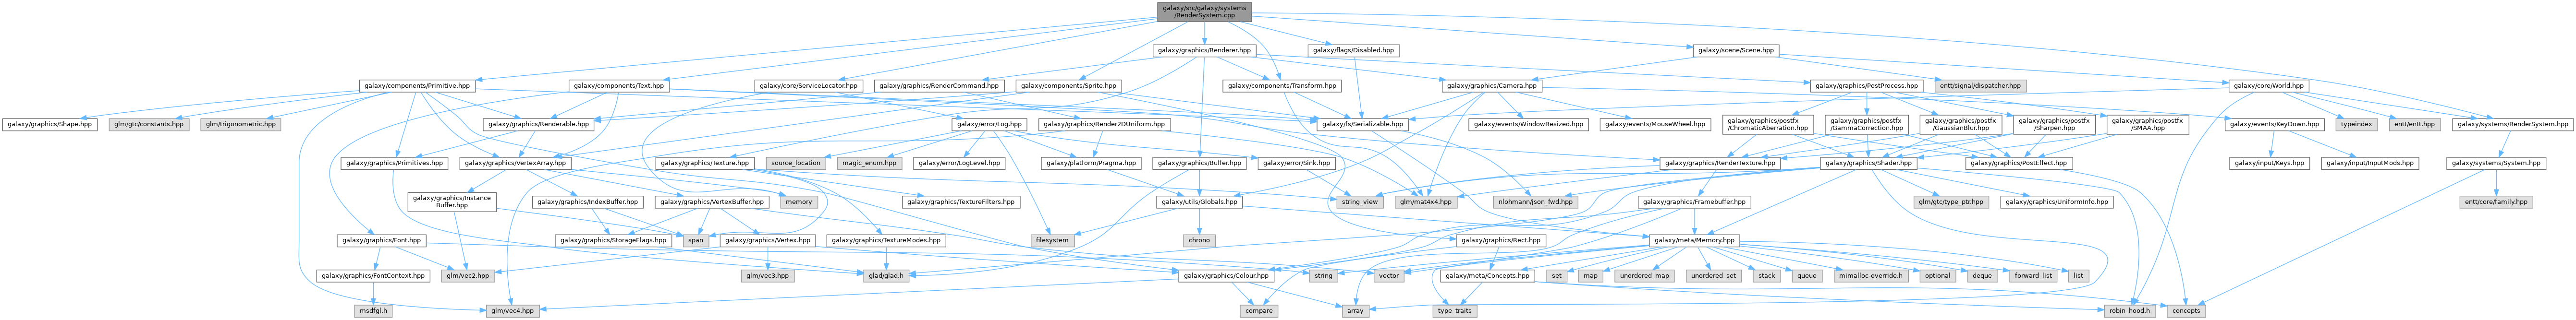 galaxy/src/galaxy/systems
/RenderSystem.cpp
galaxy/graphics/Renderer.hpp
galaxy/flags/Disabled.hpp
galaxy/scene/Scene.hpp
galaxy/components/Primitive.hpp
galaxy/components/Text.hpp
galaxy/core/ServiceLocator.hpp
galaxy/graphics/RenderCommand.hpp
galaxy/components/Sprite.hpp
galaxy/components/Transform.hpp
galaxy/graphics/Camera.hpp
galaxy/graphics/PostProcess.hpp
entt/signal/dispatcher.hpp
galaxy/core/World.hpp
galaxy/graphics/Shape.hpp
glm/gtc/constants.hpp
glm/trigonometric.hpp
galaxy/graphics/Renderable.hpp
galaxy/error/Log.hpp
galaxy/graphics/Render2DUniform.hpp
galaxy/fs/Serializable.hpp
galaxy/events/WindowResized.hpp
galaxy/events/MouseWheel.hpp
galaxy/graphics/postfx
/ChromaticAberration.hpp
galaxy/graphics/postfx
/GammaCorrection.hpp
galaxy/graphics/postfx
/GaussianBlur.hpp
galaxy/graphics/postfx
/Sharpen.hpp
galaxy/graphics/postfx
/SMAA.hpp
galaxy/events/KeyDown.hpp
typeindex
entt/entt.hpp
galaxy/systems/RenderSystem.hpp
galaxy/graphics/Primitives.hpp
galaxy/graphics/VertexArray.hpp
galaxy/graphics/Texture.hpp
source_location
magic_enum.hpp
galaxy/error/LogLevel.hpp
galaxy/platform/Pragma.hpp
galaxy/graphics/Buffer.hpp
galaxy/error/Sink.hpp
galaxy/graphics/RenderTexture.hpp
galaxy/graphics/Shader.hpp
galaxy/graphics/PostEffect.hpp
galaxy/input/Keys.hpp
galaxy/input/InputMods.hpp
galaxy/systems/System.hpp
galaxy/graphics/Instance
Buffer.hpp
galaxy/graphics/IndexBuffer.hpp
galaxy/graphics/VertexBuffer.hpp
memory
galaxy/graphics/TextureFilters.hpp
galaxy/utils/Globals.hpp
string_view
glm/mat4x4.hpp
nlohmann/json_fwd.hpp
galaxy/graphics/Framebuffer.hpp
glm/gtc/type_ptr.hpp
galaxy/graphics/UniformInfo.hpp
entt/core/family.hpp
galaxy/graphics/Font.hpp
galaxy/graphics/StorageFlags.hpp
span
galaxy/graphics/Vertex.hpp
galaxy/graphics/TextureModes.hpp
filesystem
chrono
galaxy/graphics/Rect.hpp
galaxy/meta/Memory.hpp
galaxy/graphics/FontContext.hpp
glm/vec2.hpp
glm/vec3.hpp
glad/glad.h
galaxy/graphics/Colour.hpp
string
vector
galaxy/meta/Concepts.hpp
set
map
unordered_map
unordered_set
stack
queue
mimalloc-override.h
optional
deque
forward_list
list
msdfgl.h
glm/vec4.hpp
compare
array
type_traits
robin_hood.h
concepts